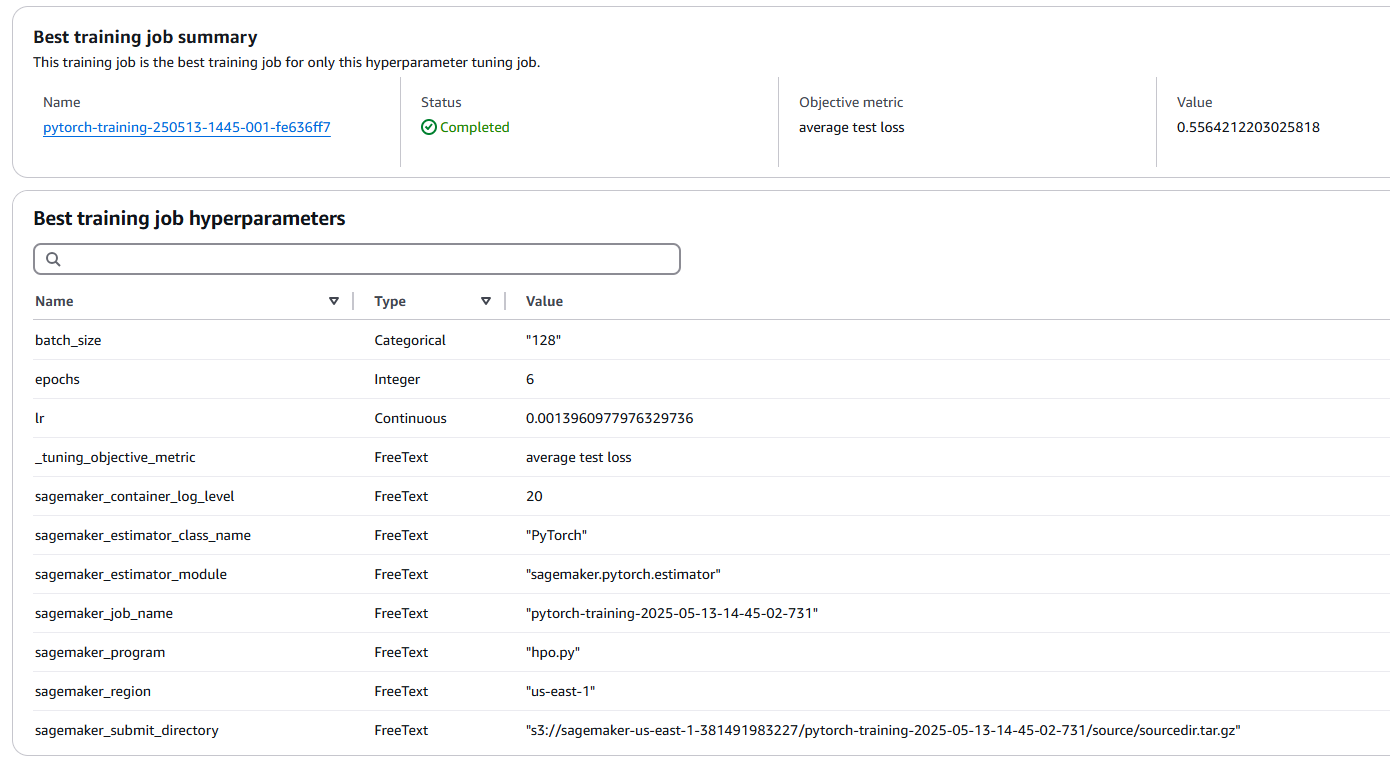 Best training job summary
This training job is the best training job for only this hyperparameter tuning job.
Name Status Objective metric Value
pytorch-training-250513-1445-001-fe636ff7 Completed average test loss 0.5564212203025818
Best training job hyperparameters
Name Type Value
batch_size Categorical "128"
epochs Integer 6
lr Continuous 0.0013960977976329736
_tuning_objective_metric FreeText average test loss
sagemaker_container_log_level FreeText 20
sagemaker_estimator_class_name FreeText "PyTorch"
sagemaker_estimator_module FreeText "sagemaker.pytorch.estimator"
sagemaker_job_name FreeText "pytorch-training-2025-05-13-14-45-02-731"
sagemaker_program FreeText "hpo.py"
sagemaker_region FreeText "us-east-1"
sagemaker_submit_directory FreeText "s3://sagemaker-us-east-1-381491983227/pytorch-training-2025-05-13-14-45-02-731/source/sourcedir.tar.gz"